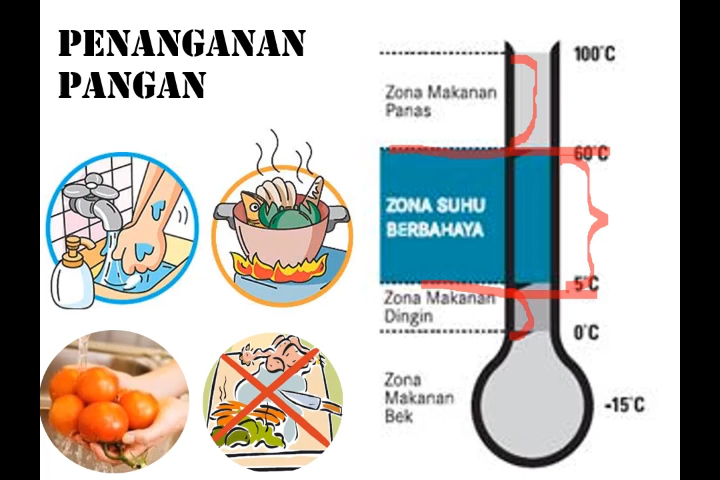 PENANGANAN
PANGAN
100°C
Zona Makanan
Panas
60°C
ZONA SUHU
BERBAHAYA
5°C
Zona Makanan
Dingin
0°C
Zona
Makanan
Bek
-15°C